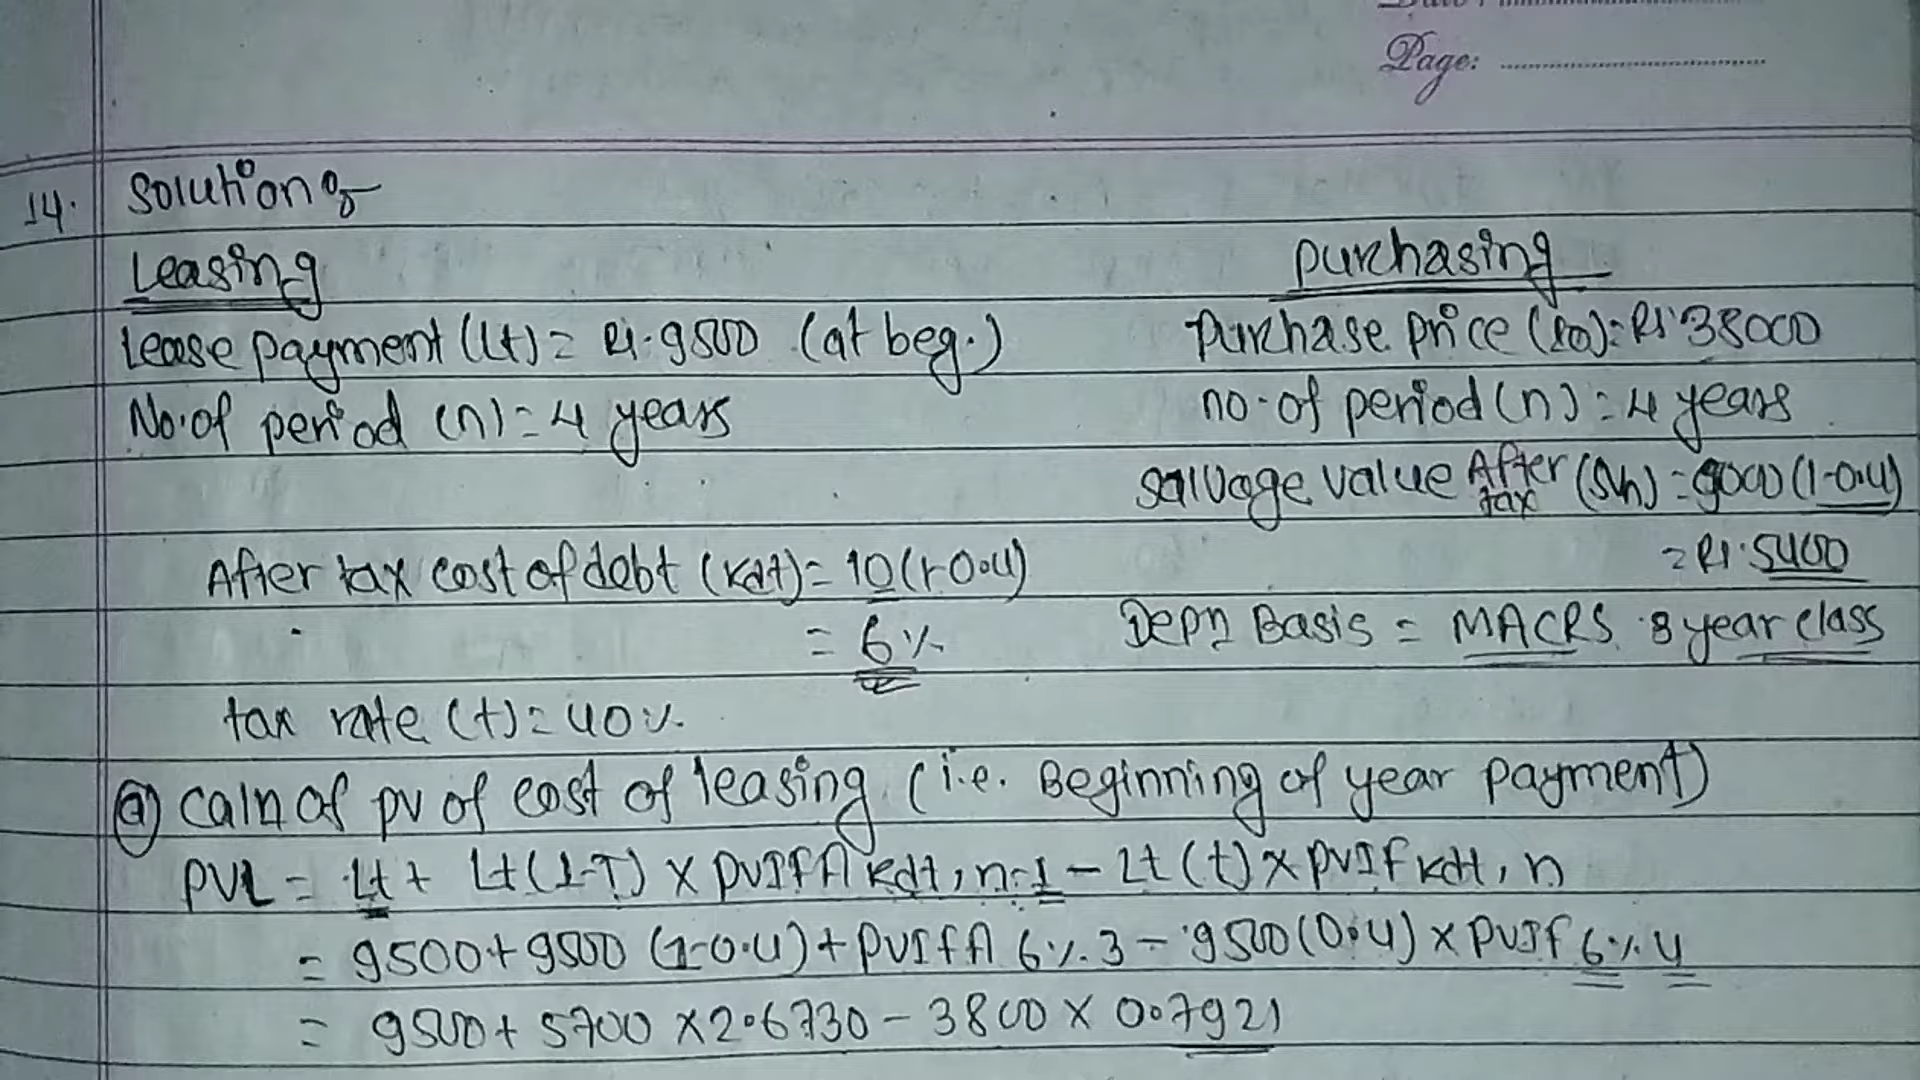 Page:
14. Solution:-
Leasing
Purchasing
Lease payment (Lt) = Rs. 9500 (at beg.)
Purchase price (    ): Rs 38000
No. of period (n) = 4 years
no. of period (n) = 4 years
Salvage value After tax (Sn) = 9000 (1-0.4)
= Rs. 5400
After tax cost of debt (kdt) = 10 (1-0.4)
= 6%
Depn Basis = MACRS 3 year class
tax rate (t) = 40%
(a) Caln of pv of cost of leasing (i.e. Beginning of year payment)
PVL = Lt + Lt (1-T) × PVIFA kdt, n-1 - Lt (t) × PVIF kdt, n
= 9500 + 9500 (1-0.4) + PVIFA 6%. 3 - 9500 (0.4) × PVIF 6%. 4
= 9500 + 5700 × 2.6730 - 3800 × 0.7921